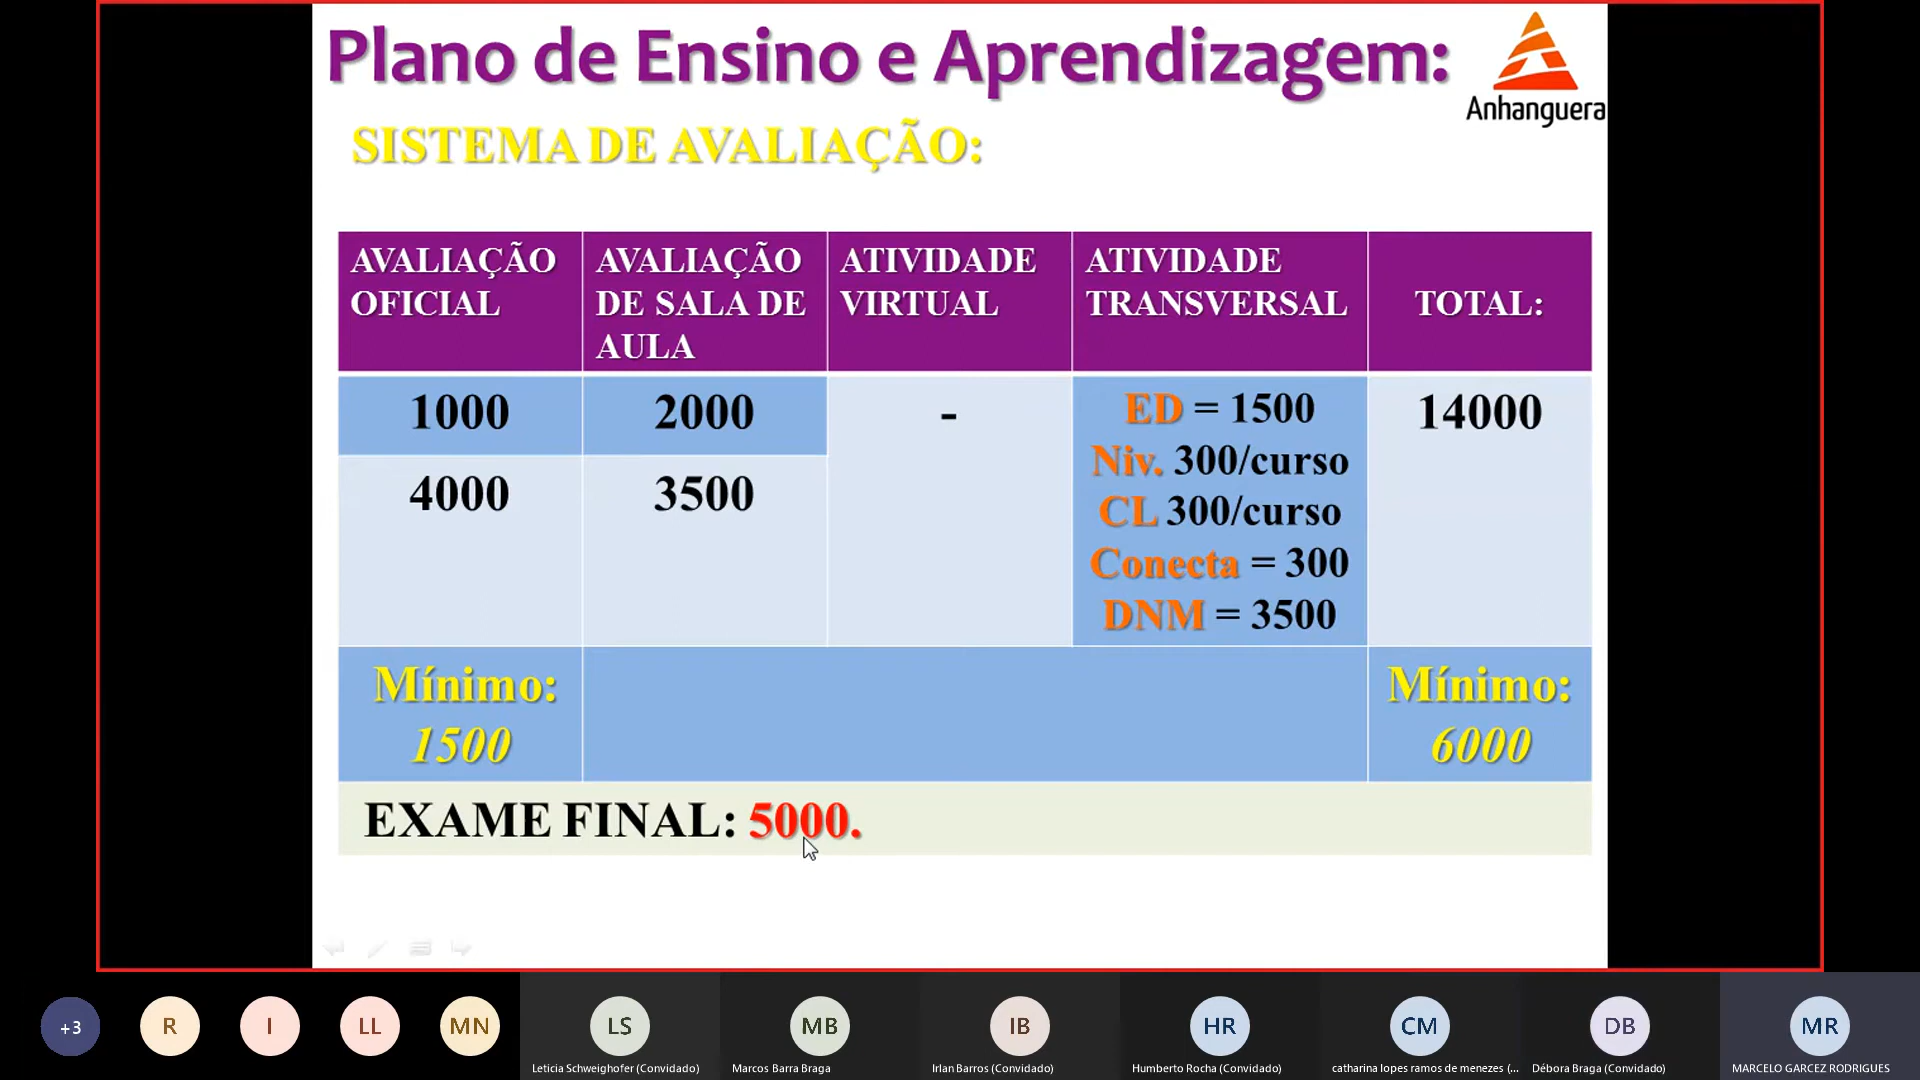 Plano de Ensino e Aprendizagem:
Anhanguera
SISTEMA DE AVALIAÇÃO:
AVALIAÇÃO
OFICIAL
AVALIAÇÃO
DE SALA DE
AULA
ATIVIDADE
VIRTUAL
ATIVIDADE
TRANSVERSAL
TOTAL:
1000
2000
-
ED = 1500
Niv. 300/curso
CL 300/curso
Conecta = 300
DNM = 3500
14000
4000
3500
Mínimo:
1500
Mínimo:
6000
EXAME FINAL: 5000.
+3
R
I
LL
MN
LS
Leticia Schweighofer (Convidado)
MB
Marcos Barra Braga
IB
Irlan Barros (Convidado)
HR
Humberto Rocha (Convidado)
CM
catharina lopes ramos de menezes (...
DB
Débora Braga (Convidado)
MR
MARCELO GARCEZ RODRIGUES